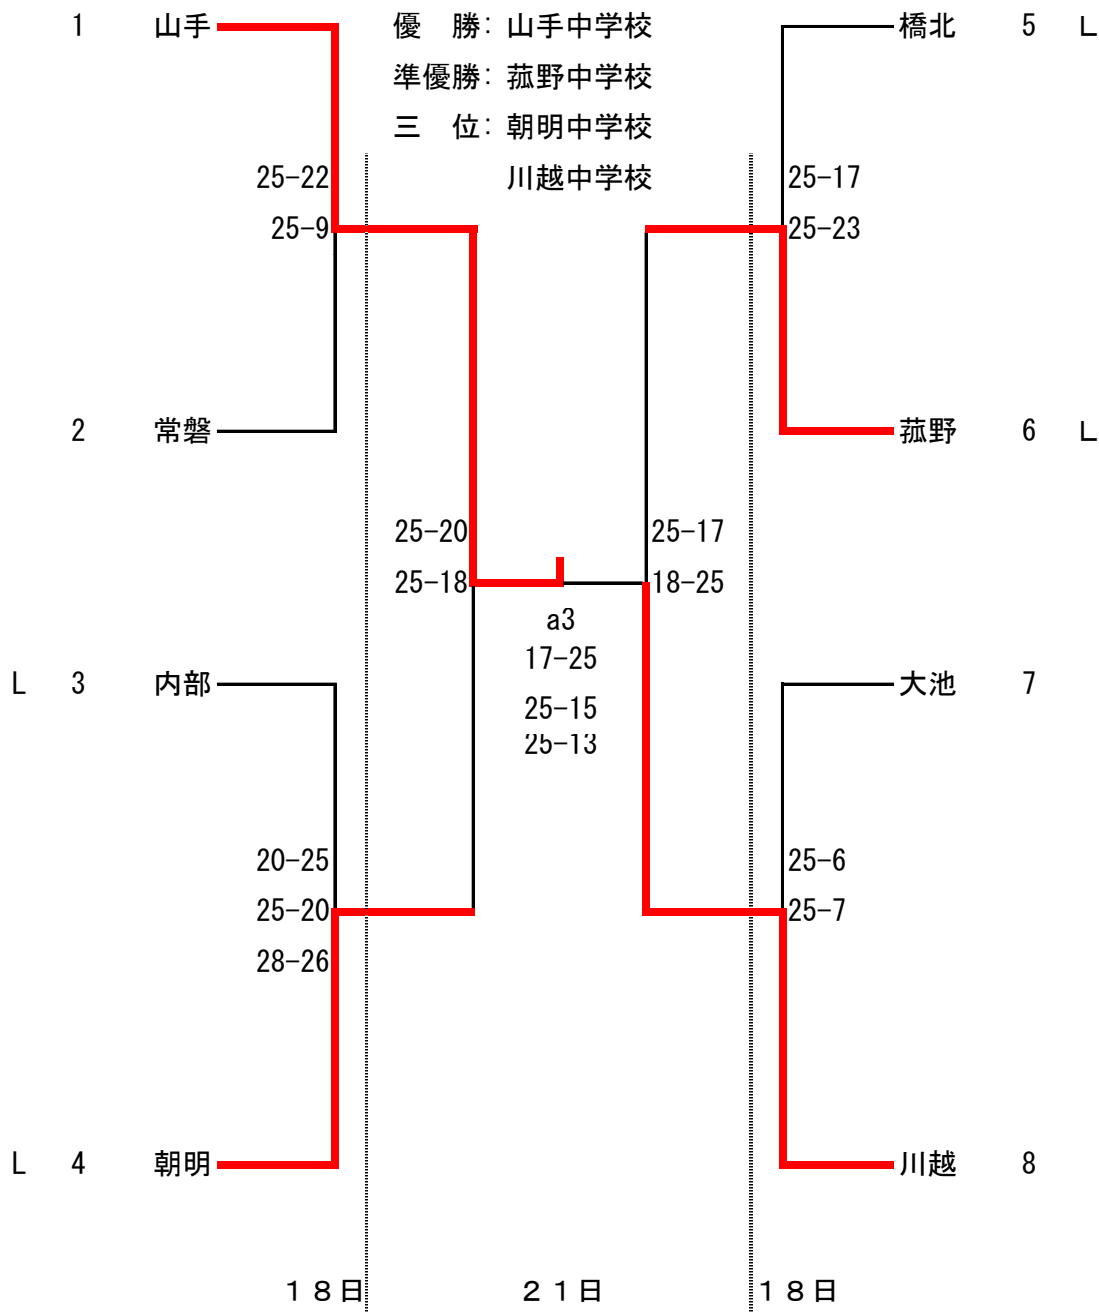 1 山手 優　勝: 山手中学校 橋北 5 L
準優勝: 菰野中学校
三　位: 朝明中学校
25-22 川越中学校 25-17
25-9 25-23
2 常磐 菰野 6 L
25-20 25-17
25-18 18-25
a3
17-25
L 3 内部 大池 7
25-15
25-13
20-25 25-6
25-20 25-7
28-26
L 4 朝明 川越 8
１８日 ２１日 １８日